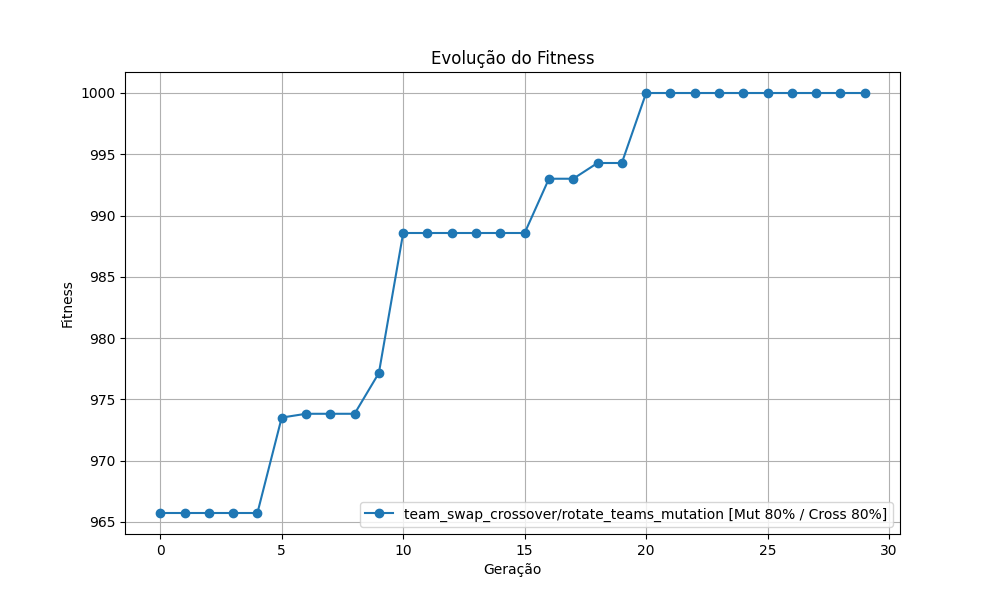 Evolução do Fitness
Fitness
1000
995
990
985
980
975
970
965
team_swap_crossover/rotate_teams_mutation [Mut 80% / Cross 80%]
0 5 10 15 20 25 30
Geração